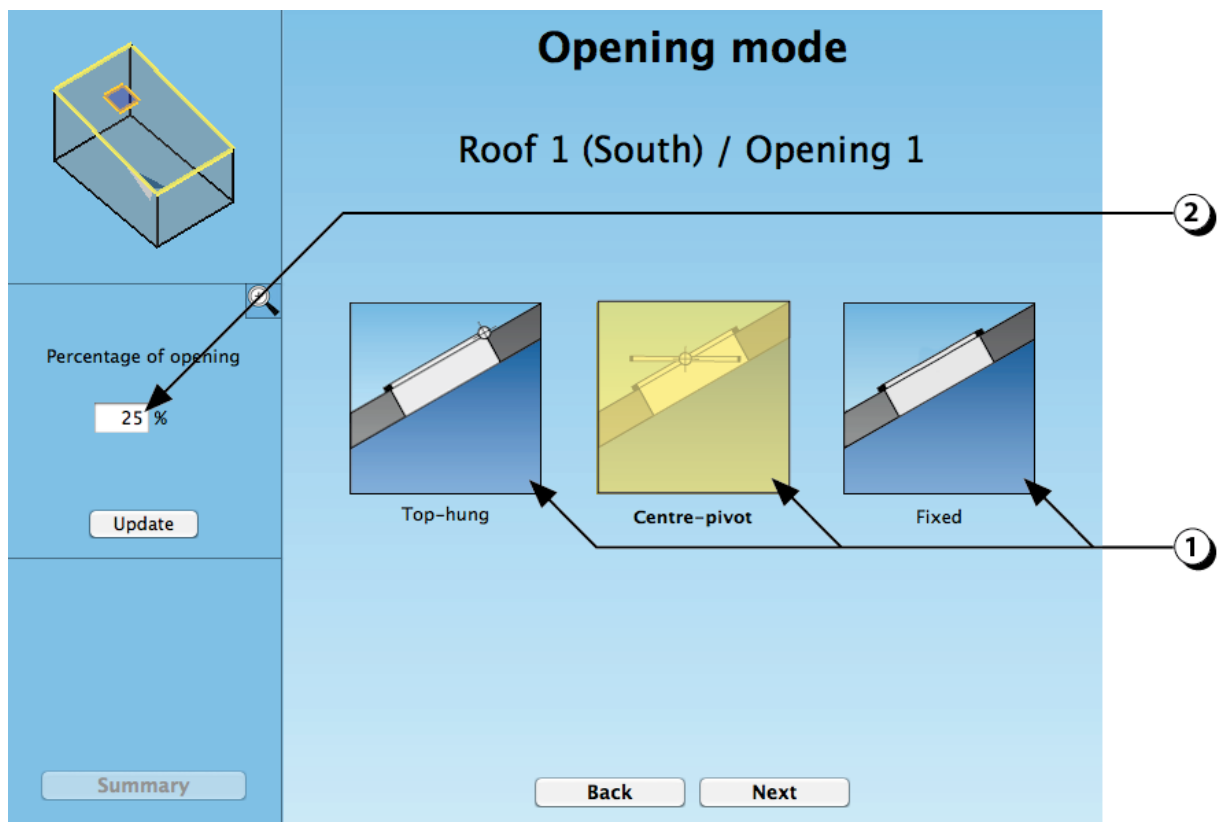 Opening mode
Roof 1 (South) / Opening 1
2
Percentage of opening
25 %
Update
Top-hung
Centre-pivot
Fixed
1
Summary
Back
Next